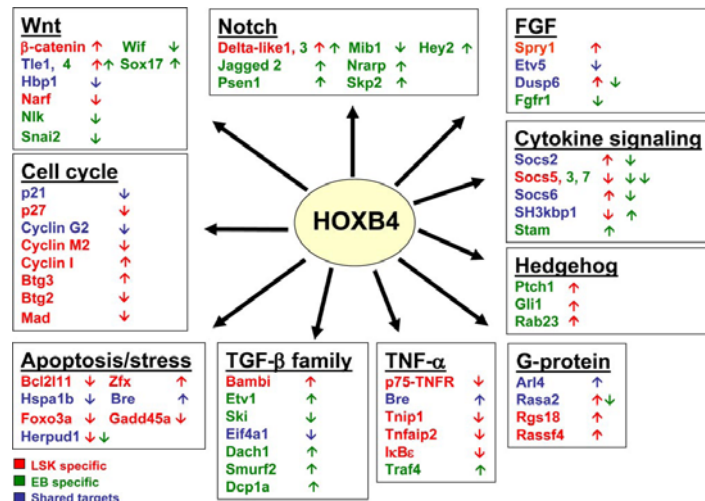 Wnt
β-catenin ↑ Wif ↓
Tle1, 4 ↑↑ Sox17 ↑
Hbp1 ↓
Narf ↓
Nlk ↓
Snai2 ↓
Notch
Delta-like1, 3 ↑↑ Mib1 ↓ Hey2 ↑
Jagged 2 ↑ Nrarp ↑
Psen1 ↑ Skp2 ↑
FGF
Spry1 ↑
Etv5 ↓
Dusp6 ↑↓
Fgfr1 ↓
Cytokine signaling
Socs2 ↑↓
Socs5, 3, 7 ↓↓↓
Socs6 ↑↓
SH3kbp1 ↓↑
Stam ↑
Cell cycle
p21 ↓
p27 ↓
Cyclin G2 ↓
Cyclin M2 ↓
Cyclin I ↑
Btg3 ↑
Btg2 ↓
Mad ↓
HOXB4
Hedgehog
Ptch1 ↑
Gli1 ↑
Rab23 ↑
Apoptosis/stress
Bcl2l11 ↓ Zfx ↑
Hspa1b ↓ Bre ↑
Foxo3a ↓ Gadd45a ↓
Herpud1 ↓↓
TGF-β family
Bambi ↑
Etv1 ↑
Ski ↓
Eif4a1 ↓
Dach1 ↑
Smurf2 ↑
Dcp1a ↑
TNF-α
p75-TNFR ↓
Bre ↑
Tnip1 ↓
Tnfaip2 ↓
IκBε ↓
Traf4 ↑
G-protein
Arl4 ↑
Rasa2 ↑↓
Rgs18 ↑
Rassf4 ↑
LSK specific
EB specific
Shared targets